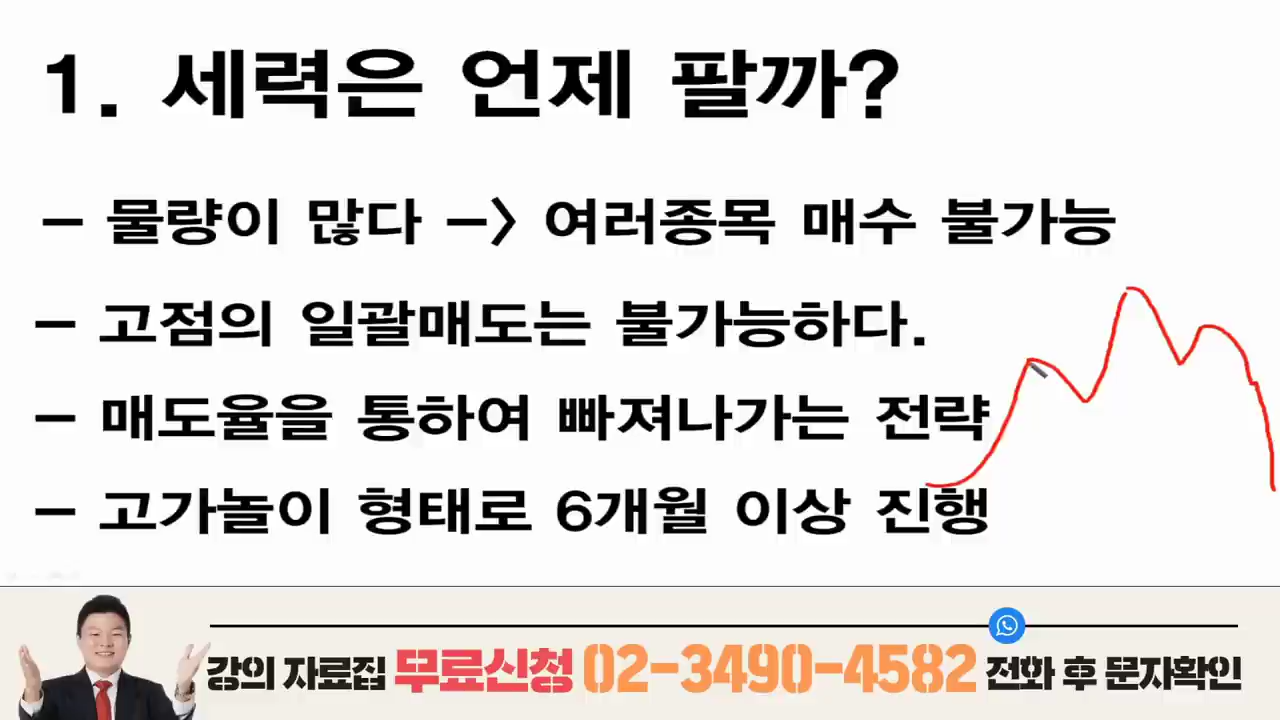 1. 세력은 언제 팔까?
- 물량이 많다 -> 여러종목 매수 불가능
- 고점의 일괄매도는 불가능하다.
- 매도율을 통하여 빠져나가는 전략
- 고가놀이 형태로 6개월 이상 진행
강의 자료집 무료신청 02-3490-4582 전화 후 문자확인